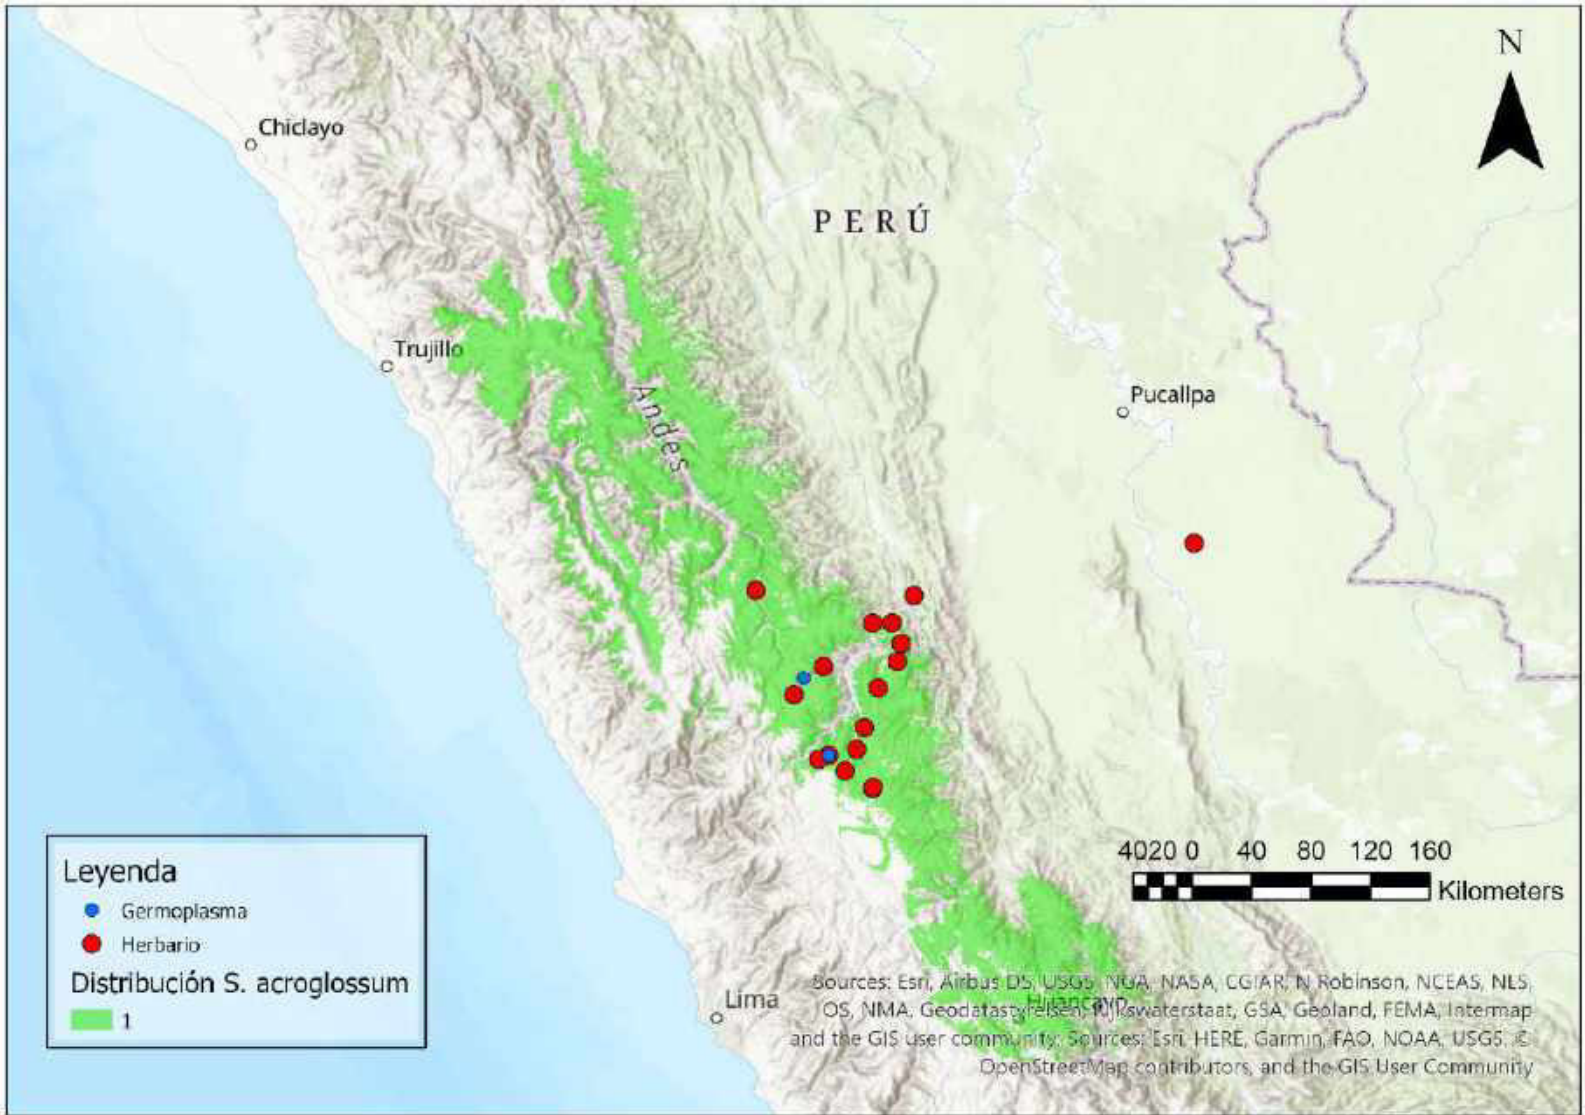 N
Chiclayo
PERÚ
Trujillo
Andes
Pucallpa
4020 0 40 80 120 160
Kilometers
Leyenda
Germoplasma
Herbario
Distribución S. acroglossum
1
Lima
Huancayo
Sources: Esri, Airbus DS, USGS, NGA, NASA, CGIAR, N Robinson, NCEAS, NLS,
OS, NMA, Geodatastyrelsen, Rijkswaterstaat, GSA, Geoland, FEMA, Intermap
and the GIS user community, Sources: Esri, HERE, Garmin, FAO, NOAA, USGS, ©
OpenStreetMap contributors, and the GIS User Community